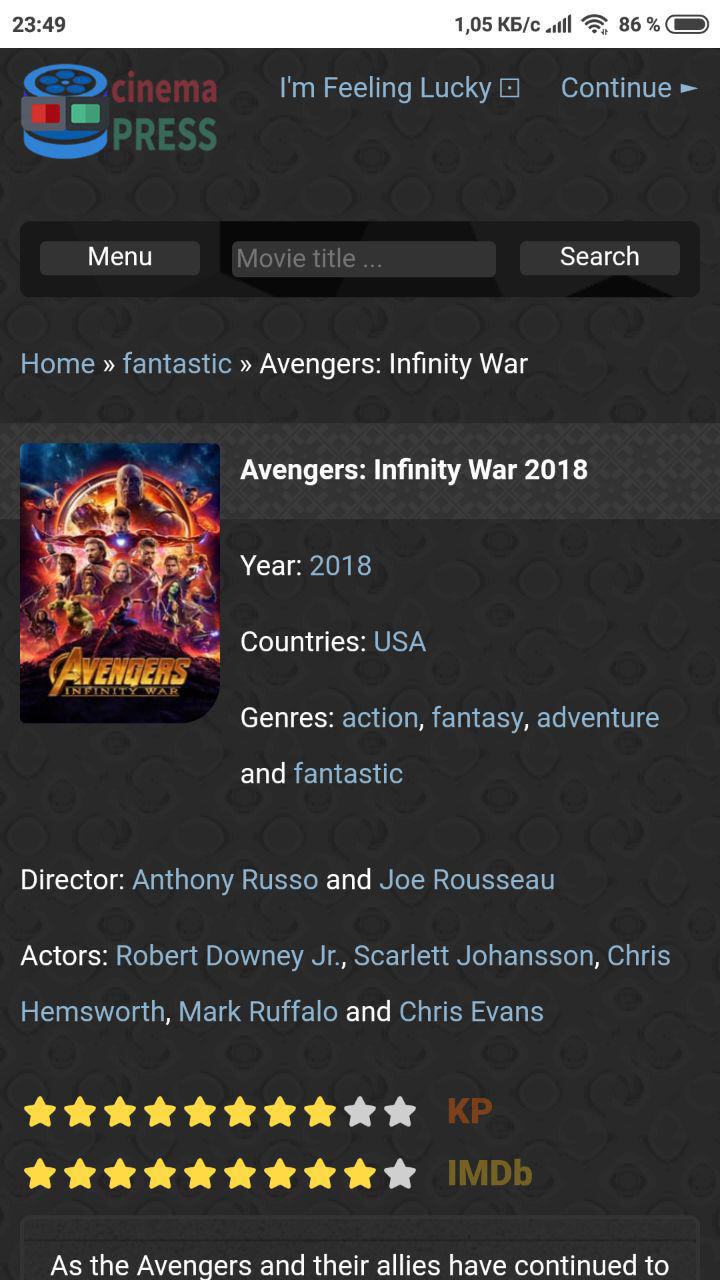 23:49
1,05 КБ/с
86 %
cinema
PRESS
I'm Feeling Lucky
Continue ►
Menu
Movie title ...
Search
Home » fantastic » Avengers: Infinity War
AVENGERS
INFINITY WAR
Avengers: Infinity War 2018
Year: 2018
Countries: USA
Genres: action, fantasy, adventure
and fantastic
Director: Anthony Russo and Joe Rousseau
Actors: Robert Downey Jr., Scarlett Johansson, Chris
Hemsworth, Mark Ruffalo and Chris Evans
KP
IMDb
As the Avengers and their allies have continued to